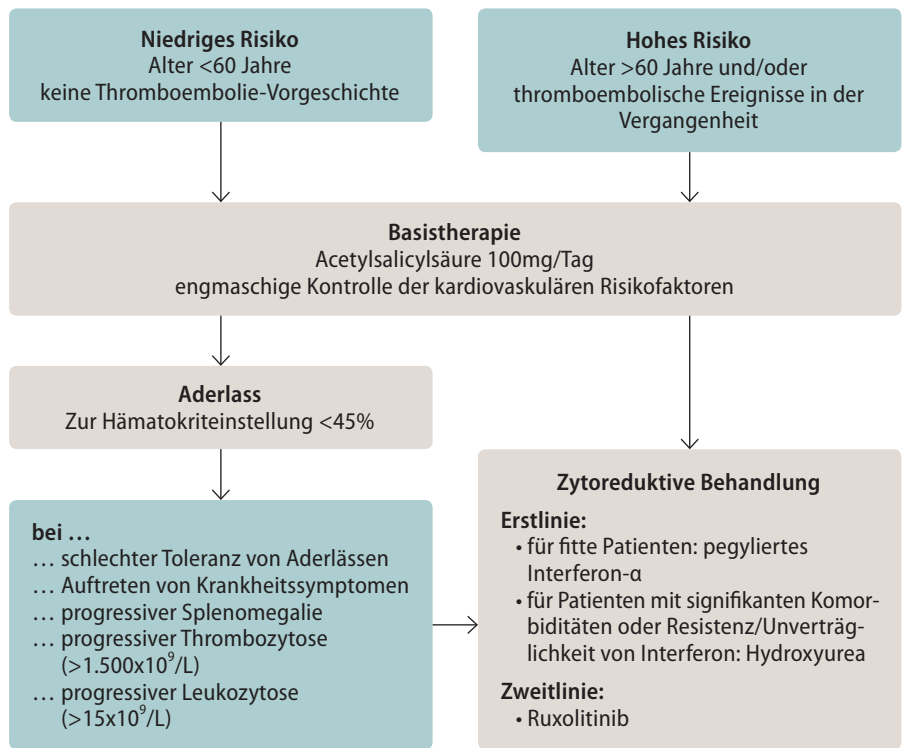 Niedriges Risiko
Alter <60 Jahre
keine Thromboembolie-Vorgeschichte
Hohes Risiko
Alter >60 Jahre und/oder
thromboembolische Ereignisse in der
Vergangenheit
Basistherapie
Acetylsalicylsäure 100mg/Tag
engmaschige Kontrolle der kardiovaskulären Risikofaktoren
Aderlass
Zur Hämatokriteinstellung <45%
bei …
… schlechter Toleranz von Aderlässen
… Auftreten von Krankheitssymptomen
… progressiver Splenomegalie
… progressiver Thrombozytose
(>1.500x10⁹/L)
… progressiver Leukozytose
(>15x10⁹/L)
Zytoreduktive Behandlung
Erstlinie:
• für fitte Patienten: pegyliertes
Interferon-α
• für Patienten mit signifikanten Komor-
biditäten oder Resistenz/Unverträg-
lichkeit von Interferon: Hydroxyurea
Zweitlinie:
• Ruxolitinib